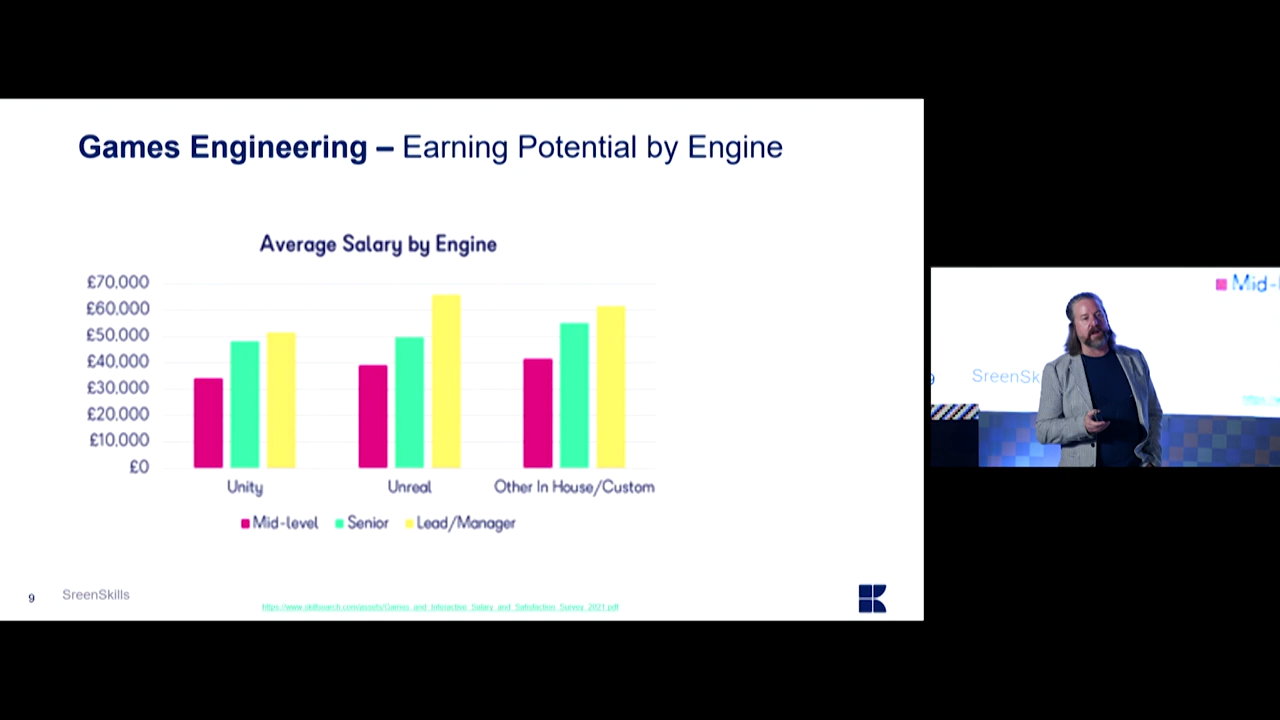 Games Engineering – Earning Potential by Engine
Average Salary by Engine
£70,000
£60,000
£50,000
£40,000
£30,000
£20,000
£10,000
£0
Unity
Unreal
Other In House/Custom
Mid-level
Senior
Lead/Manager
9
SreenSkills
https://www.skillsearch.com/assets/Games_and_Interactive_Salary_and_Satisfaction_Survey_2021.pdf
Mid-l
9
SreenSk